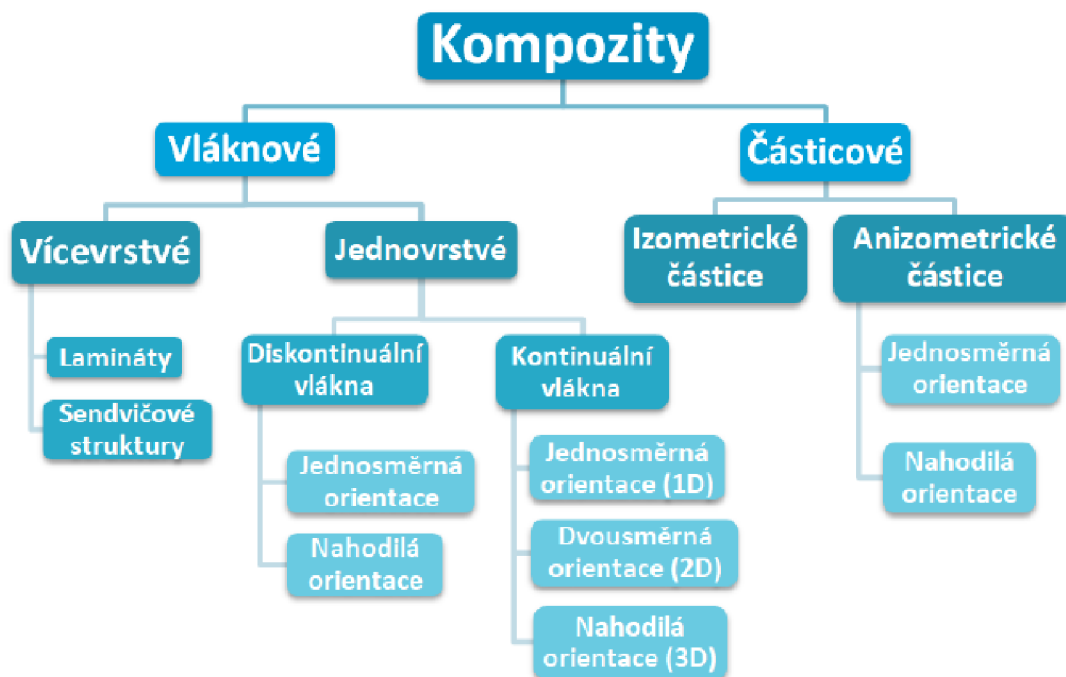 Kompozity
Vláknové
Částicové
Vícevrstvé
Jednovrstvé
Izometrické
částice
Anizometrické
částice
Lamináty
Sendvičové
struktury
Diskontinuální
vlákna
Kontinuální
vlákna
Jednosměrná
orientace
Nahodilá
orientace
Jednosměrná
orientace (1D)
Dvousměrná
orientace (2D)
Nahodilá
orientace (3D)
Jednosměrná
orientace
Nahodilá
orientace